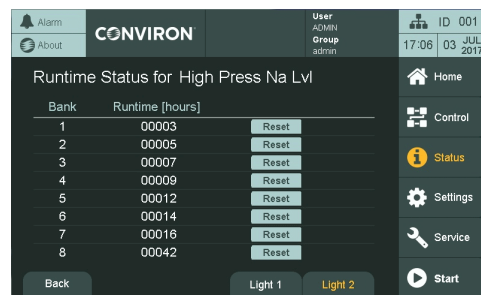 Alarm
About
CONVIRON
User
ADMIN
Group
admin
ID 001
17:06 03 JUL 2017
Runtime Status for High Press Na Lvl
Bank Runtime [hours]
1 00003 Reset
2 00005 Reset
3 00007 Reset
4 00009 Reset
5 00012 Reset
6 00014 Reset
7 00016 Reset
8 00042 Reset
Back
Light 1
Light 2
Home
Control
Status
Settings
Service
Start